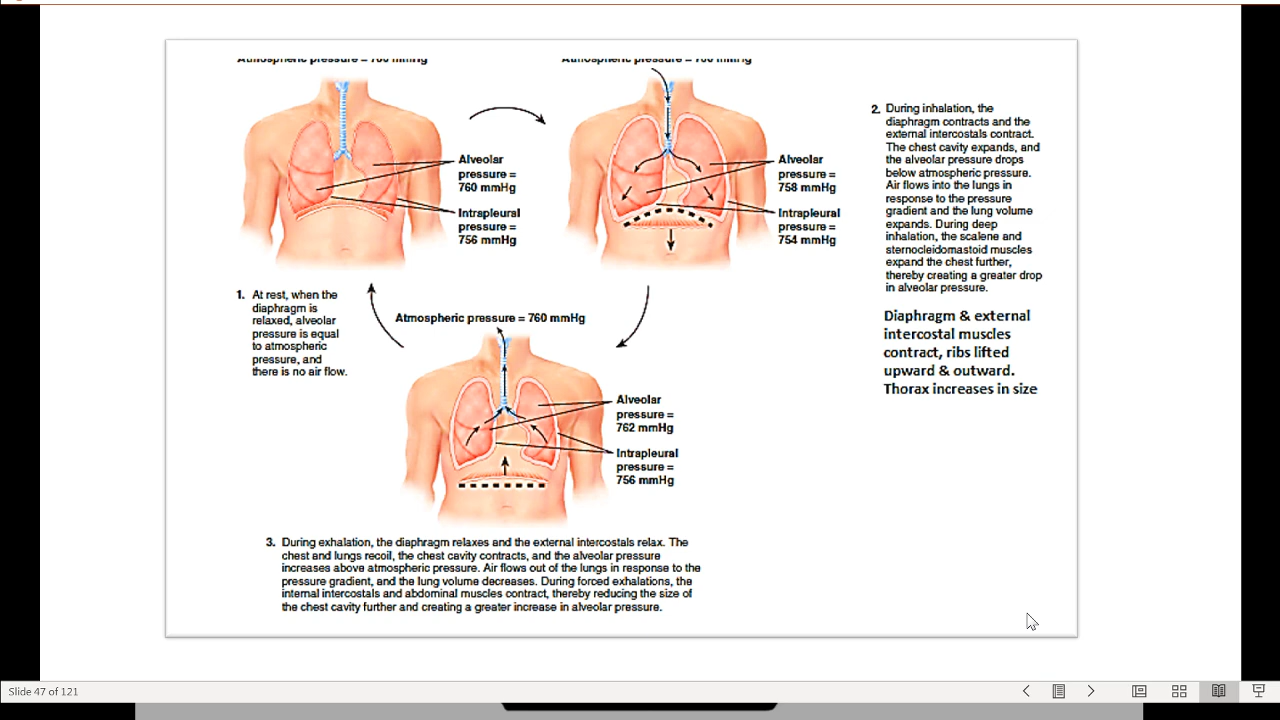 Atmospheric pressure = 760 mmHg
Atmospheric pressure = 760 mmHg
Alveolar
pressure =
760 mmHg
Intrapleural
pressure =
756 mmHg
Alveolar
pressure =
758 mmHg
Intrapleural
pressure =
754 mmHg
2. During inhalation, the
diaphragm contracts and the
external intercostals contract.
The chest cavity expands, and
the alveolar pressure drops
below atmospheric pressure.
Air flows into the lungs in
response to the pressure
gradient and the lung volume
expands. During deep
inhalation, the scalene and
sternocleidomastoid muscles
expand the chest further,
thereby creating a greater drop
in alveolar pressure.
Diaphragm & external
intercostal muscles
contract, ribs lifted
upward & outward.
Thorax increases in size
1. At rest, when the
diaphragm is
relaxed, alveolar
pressure is equal
to atmospheric
pressure, and
there is no air flow.
Atmospheric pressure = 760 mmHg
Alveolar
pressure =
762 mmHg
Intrapleural
pressure =
756 mmHg
3. During exhalation, the diaphragm relaxes and the external intercostals relax. The
chest and lungs recoil, the chest cavity contracts, and the alveolar pressure
increases above atmospheric pressure. Air flows out of the lungs in response to the
pressure gradient, and the lung volume decreases. During forced exhalations, the
internal intercostals and abdominal muscles contract, thereby reducing the size of
the chest cavity further and creating a greater increase in alveolar pressure.
Slide 47 of 121